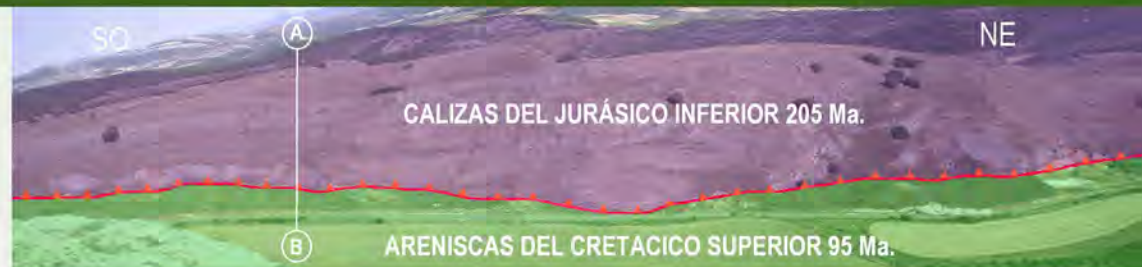 SO
A
NE
CALIZAS DEL JURÁSICO INFERIOR 205 Ma.
B
ARENISCAS DEL CRETACICO SUPERIOR 95 Ma.